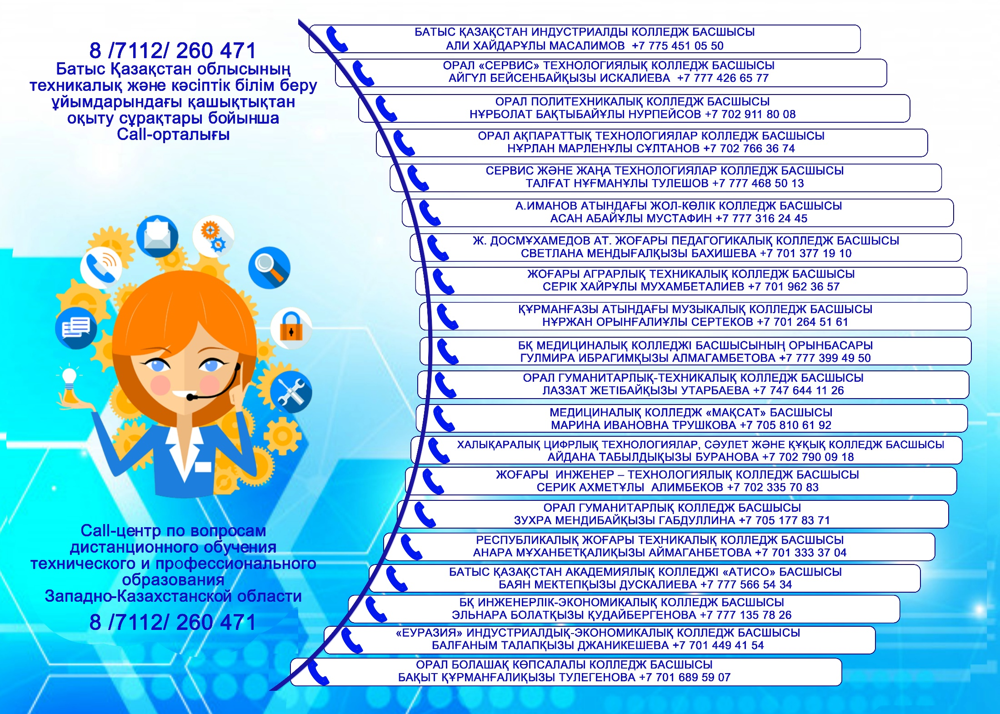 8 /7112/ 260 471
Батыс Қазақстан облысының
техникалық және кәсіптік білім беру
ұйымдарындағы қашықтықтан
оқыту сұрақтары бойынша
Call-орталығы
Call-центр по вопросам
дистанционного обучения
технического и профессионального
образования
Западно-Казахстанской области
8 /7112/ 260 471
БАТЫС ҚАЗАҚСТАН ИНДУСТРИАЛДЫ КОЛЛЕДЖ БАСШЫСЫ
АЛИ ХАЙДАРҰЛЫ МАСАЛИМОВ +7 775 451 05 50
ОРАЛ «СЕРВИС» ТЕХНОЛОГИЯЛЫҚ КОЛЛЕДЖ БАСШЫСЫ
АЙГҮЛ БЕЙСЕНБАЙҚЫЗЫ ИСКАЛИЕВА +7 777 426 65 77
ОРАЛ ПОЛИТЕХНИКАЛЫҚ КОЛЛЕДЖ БАСШЫСЫ
НҰРБОЛАТ БАҚТЫБАЙҰЛЫ НУРПЕЙСОВ +7 702 911 80 08
ОРАЛ АҚПАРАТТЫҚ ТЕХНОЛОГИЯЛАР КОЛЛЕДЖ БАСШЫСЫ
НҰРЛАН МАРЛЕНҰЛЫ СҰЛТАНОВ +7 702 766 36 74
СЕРВИС ЖӘНЕ ЖАҢА ТЕХНОЛОГИЯЛАР КОЛЛЕДЖ БАСШЫСЫ
ТАЛҒАТ НҰҒМАНҰЛЫ ТУЛЕШОВ +7 777 468 50 13
А.ИМАНОВ АТЫНДАҒЫ ЖОЛ-КӨЛІК КОЛЛЕДЖ БАСШЫСЫ
АСАН АБАЙҰЛЫ МУСТАФИН +7 777 316 24 45
Ж. ДОСМҰХАМЕДОВ АТ. ЖОҒАРЫ ПЕДАГОГИКАЛЫҚ КОЛЛЕДЖ БАСШЫСЫ
СВЕТЛАНА МЕНДЫҒАЛҚЫЗЫ БАХИШЕВА +7 701 377 19 10
ЖОҒАРЫ АГРАРЛЫҚ ТЕХНИКАЛЫҚ КОЛЛЕДЖ БАСШЫСЫ
СЕРІК ХАЙРҰЛЫ МУХАМБЕТАЛИЕВ +7 701 962 36 57
ҚҰРМАНҒАЗЫ АТЫНДАҒЫ МУЗЫКАЛЫҚ КОЛЛЕДЖ БАСШЫСЫ
НҰРЖАН ОРЫНҒАЛИҰЛЫ СЕРТЕКОВ +7 701 264 51 61
БҚ МЕДИЦИНАЛЫҚ КОЛЛЕДЖІ БАСШЫСЫНЫҢ ОРЫНБАСАРЫ
ГУЛМИРА ИБРАГИМҚЫЗЫ АЛМАГАМБЕТОВА +7 777 399 49 50
ОРАЛ ГУМАНИТАРЛЫҚ-ТЕХНИКАЛЫҚ КОЛЛЕДЖ БАСШЫСЫ
ЛАЗЗАТ ЖЕТІБАЙҚЫЗЫ УТАРБАЕВА +7 747 644 11 26
МЕДИЦИНАЛЫҚ КОЛЛЕДЖ «МАҚСАТ» БАСШЫСЫ
МАРИНА ИВАНОВНА ТРУШКОВА +7 705 810 61 92
ХАЛЫҚАРАЛЫҚ ЦИФРЛЫҚ ТЕХНОЛОГИЯЛАР, СӘУЛЕТ ЖӘНЕ ҚҰҚЫҚ КОЛЛЕДЖ БАСШЫСЫ
АЙДАНА ТАБЫЛДЫҚЫЗЫ БУРАНОВА +7 702 790 09 18
ЖОҒАРЫ ИНЖЕНЕР – ТЕХНОЛОГИЯЛЫҚ КОЛЛЕДЖ БАСШЫСЫ
СЕРИК АХМЕТҰЛЫ АЛИМБЕКОВ +7 702 335 70 83
ОРАЛ ГУМАНИТАРЛЫҚ КОЛЛЕДЖ БАСШЫСЫ
ЗУХРА МЕНДИБАЙҚЫЗЫ ГАБДУЛЛИНА +7 705 177 83 71
РЕСПУБЛИКАЛЫҚ ЖОҒАРЫ ТЕХНИКАЛЫҚ КОЛЛЕДЖ БАСШЫСЫ
АНАРА МҰХАНБЕТҚАЛИҚЫЗЫ АЙМАГАНБЕТОВА +7 701 333 37 04
БАТЫС ҚАЗАҚСТАН АКАДЕМИЯЛЫҚ КОЛЛЕДЖІ «АТИСО» БАСШЫСЫ
БАЯН МЕКТЕПҚЫЗЫ ДУСКАЛИЕВА +7 777 566 54 34
БҚ ИНЖЕНЕРЛІК-ЭКОНОМИКАЛЫҚ КОЛЛЕДЖ БАСШЫСЫ
ЭЛЬНАРА БОЛАТҚЫЗЫ ҚУДАЙБЕРГЕНОВА +7 777 135 78 26
«ЕУРАЗИЯ» ИНДУСТРИАЛДЫҚ-ЭКОНОМИКАЛЫҚ КОЛЛЕДЖ БАСШЫСЫ
БАЛҒАНЫМ ТАЛАПҚЫЗЫ ДЖАНИКЕШЕВА +7 701 449 41 54
ОРАЛ БОЛАШАҚ КӨПСАЛАЛЫ КОЛЛЕДЖ БАСШЫСЫ
БАҚЫТ ҚҰРМАНҒАЛИҚЫЗЫ ТУЛЕГЕНОВА +7 701 689 59 07